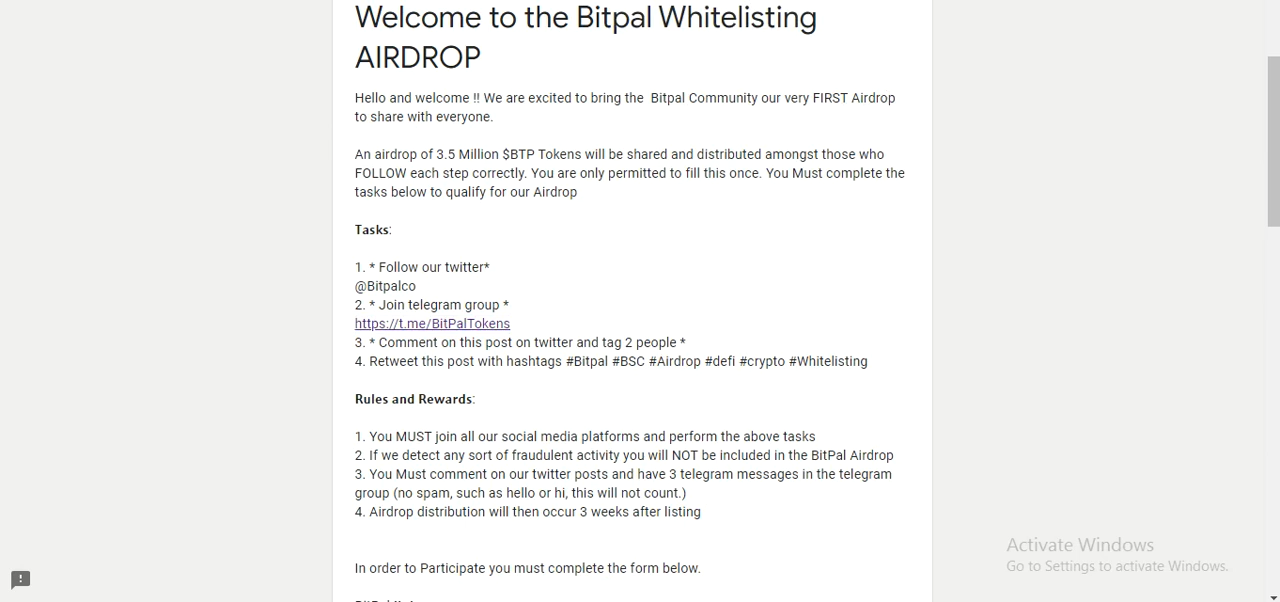 Welcome to the Bitpal Whitelisting
AIRDROP
Hello and welcome !! We are excited to bring the  Bitpal Community our very FIRST Airdrop
to share with everyone.
An airdrop of 3.5 Million $BTP Tokens will be shared and distributed amongst those who
FOLLOW each step correctly. You are only permitted to fill this once. You Must complete the
tasks below to qualify for our Airdrop
Tasks:
1. * Follow our twitter*
@Bitpalco
2. * Join telegram group *
https://t.me/BitPalTokens
3. * Comment on this post on twitter and tag 2 people *
4. Retweet this post with hashtags #Bitpal #BSC #Airdrop #defi #crypto #Whitelisting
Rules and Rewards:
1. You MUST join all our social media platforms and perform the above tasks
2. If we detect any sort of fraudulent activity you will NOT be included in the BitPal Airdrop
3. You Must comment on our twitter posts and have 3 telegram messages in the telegram
group (no spam, such as hello or hi, this will not count.)
4. Airdrop distribution will then occur 3 weeks after listing
In order to Participate you must complete the form below.
Activate Windows
Go to Settings to activate Windows.